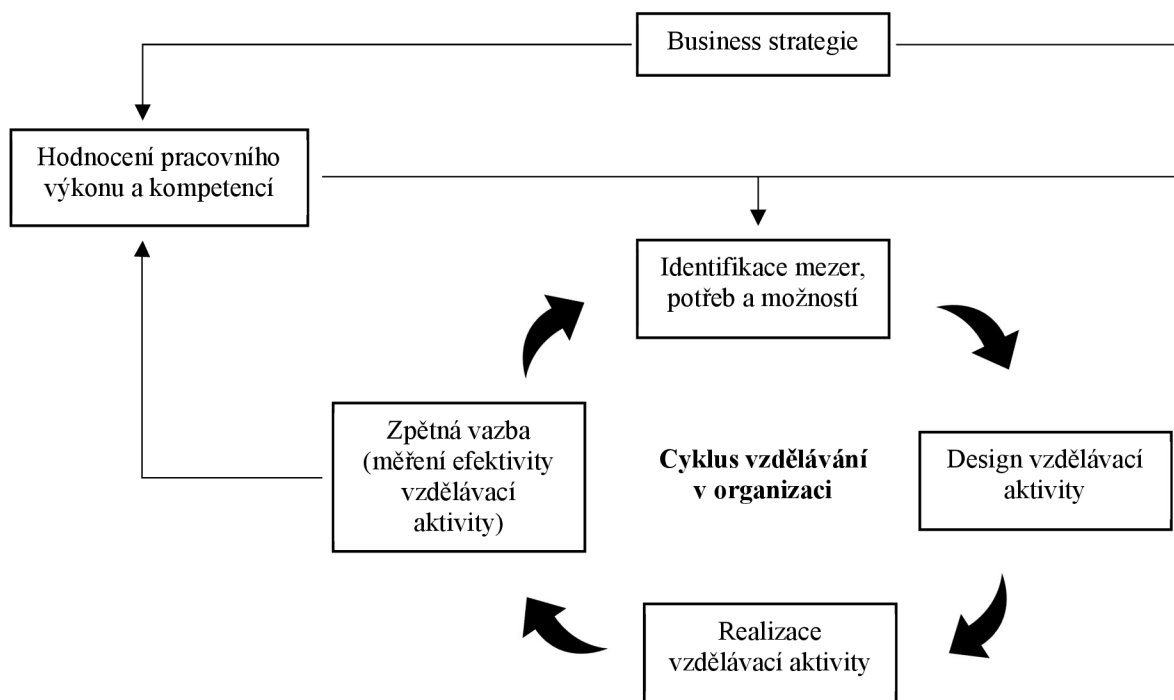 Business strategie
Hodnocení pracovního
výkonu a kompetencí
Identifikace mezer,
potřeb a možností
Zpětná vazba
(měření efektivity
vzdělávací
aktivity)
Cyklus vzdělávání
v organizaci
Design vzdělávací
aktivity
Realizace
vzdělávací aktivity